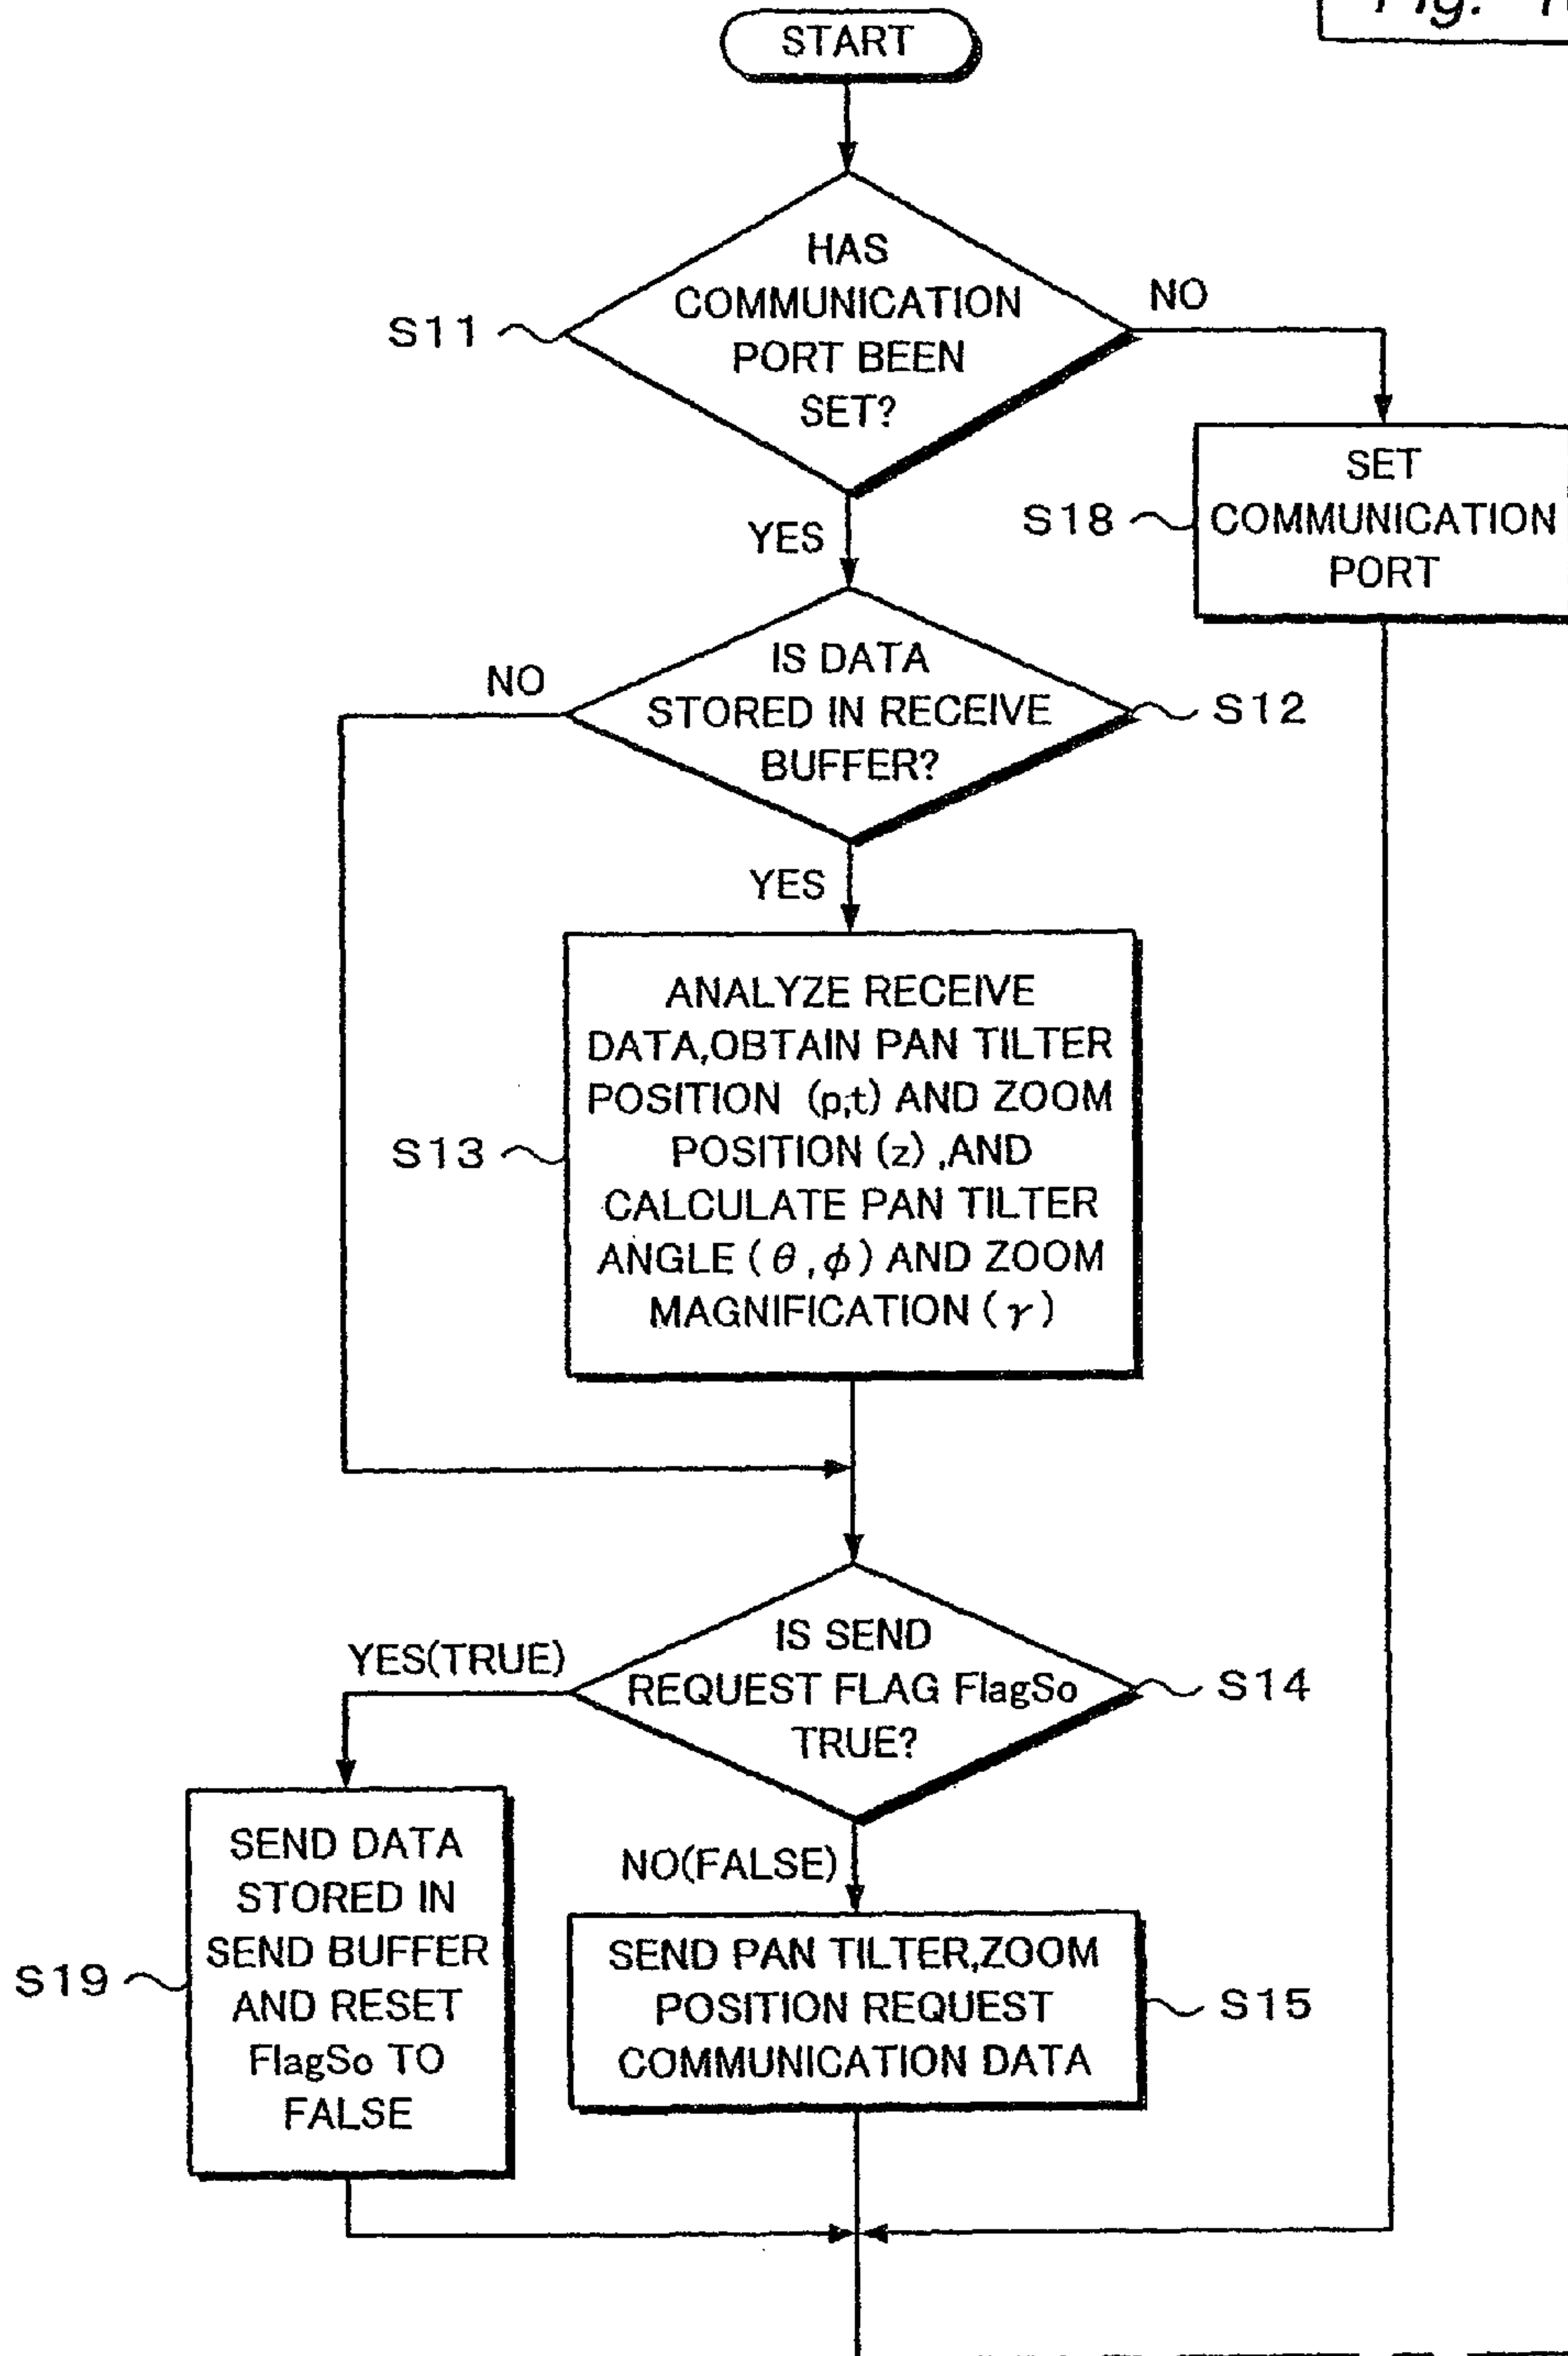 Fig.
START
HAS
COMMUNICATION
PORT BEEN
SET?
NO
S11
SET
COMMUNICATION
PORT
S18
YES
IS DATA
STORED IN RECEIVE
BUFFER?
NO
S12
YES
ANALYZE RECEIVE
DATA,OBTAIN PAN TILTER
POSITION (p,t) AND ZOOM
POSITION (z) ,AND
CALCULATE PAN TILTER
ANGLE (θ,φ) AND ZOOM
MAGNIFICATION (γ)
S13
IS SEND
REQUEST FLAG FlagSo
TRUE?
YES(TRUE)
S14
NO(FALSE)
SEND DATA
STORED IN
SEND BUFFER
AND RESET
FlagSo TO
FALSE
S19
SEND PAN TILTER,ZOOM
POSITION REQUEST
COMMUNICATION DATA
S15